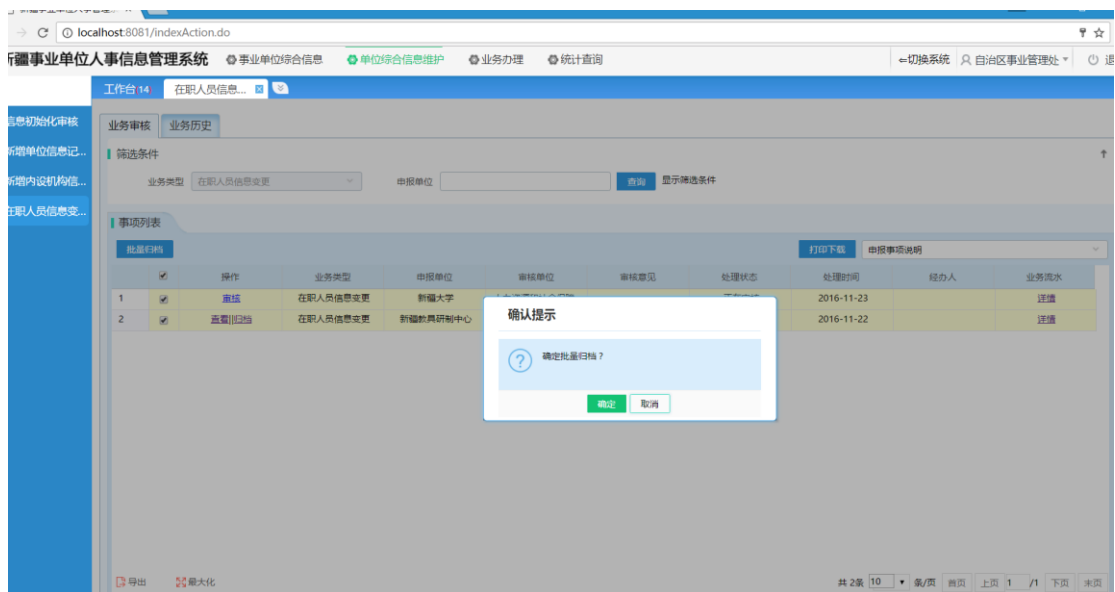 localhost:8081/indexAction.do
新疆事业单位人事信息管理系统 事业单位综合信息 单位综合信息维护 业务办理 统计查询 切换系统 自治区事业管理处
工作台(14) 在职人员信息...
信息初始化审核
新增单位信息记...
新增内设机构信...
在职人员信息变...
业务审核 业务历史
筛选条件
业务类型 在职人员信息变更 申报单位 查询 显示筛选条件
事项列表
批量归档 打印下载 申报事项说明
操作 业务类型 申报单位 审核单位 审核意见 处理状态 处理时间 经办人 业务流水
1 审核 在职人员信息变更 新疆大学 2016-11-23 详情
2 查看||归档 在职人员信息变更 新疆教具研制中心 2016-11-22 详情
确认提示
确定批量归档？
确定 取消
导出 最大化 共 2条 10 条/页 首页 上页 1 /1 下页 末页